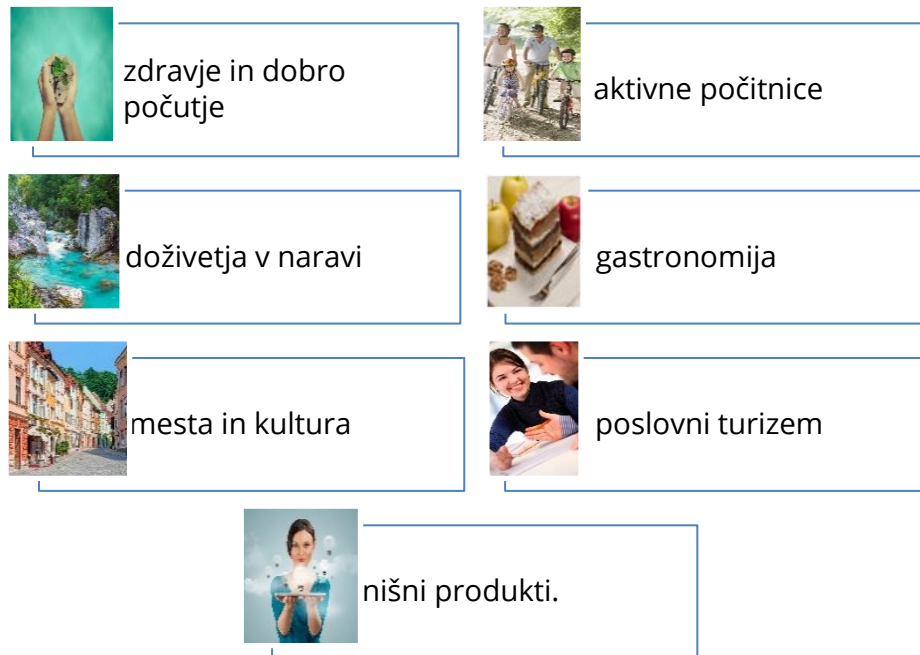 zdravje in dobro
počutje
aktivne počitnice
doživetja v naravi
gastronomija
mesta in kultura
poslovni turizem
nišni produkti.